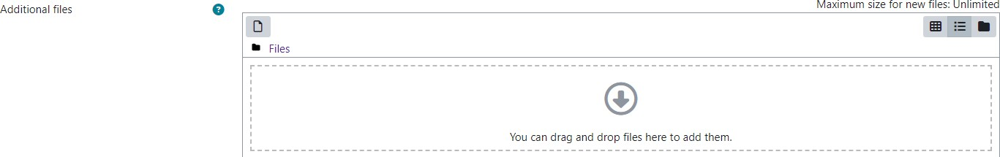 Additional files
?
Maximum size for new files: Unlimited
Files
You can drag and drop files here to add them.